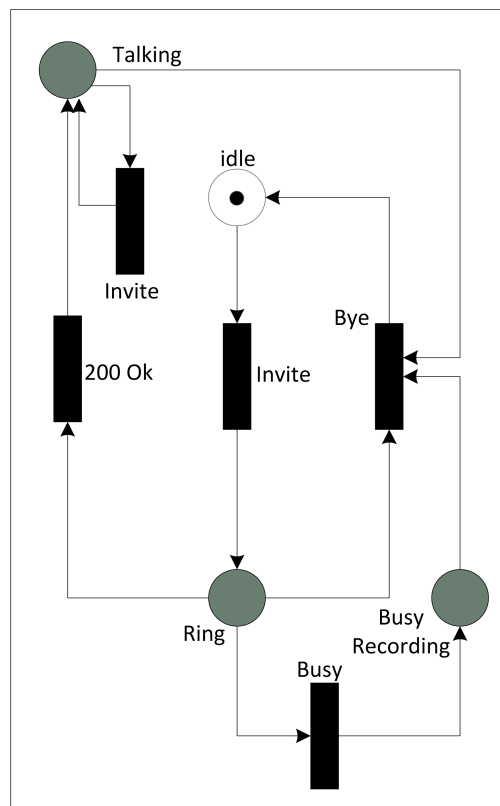 Talking
idle
Invite
Bye
200 Ok
Invite
Ring
Busy
Recording
Busy